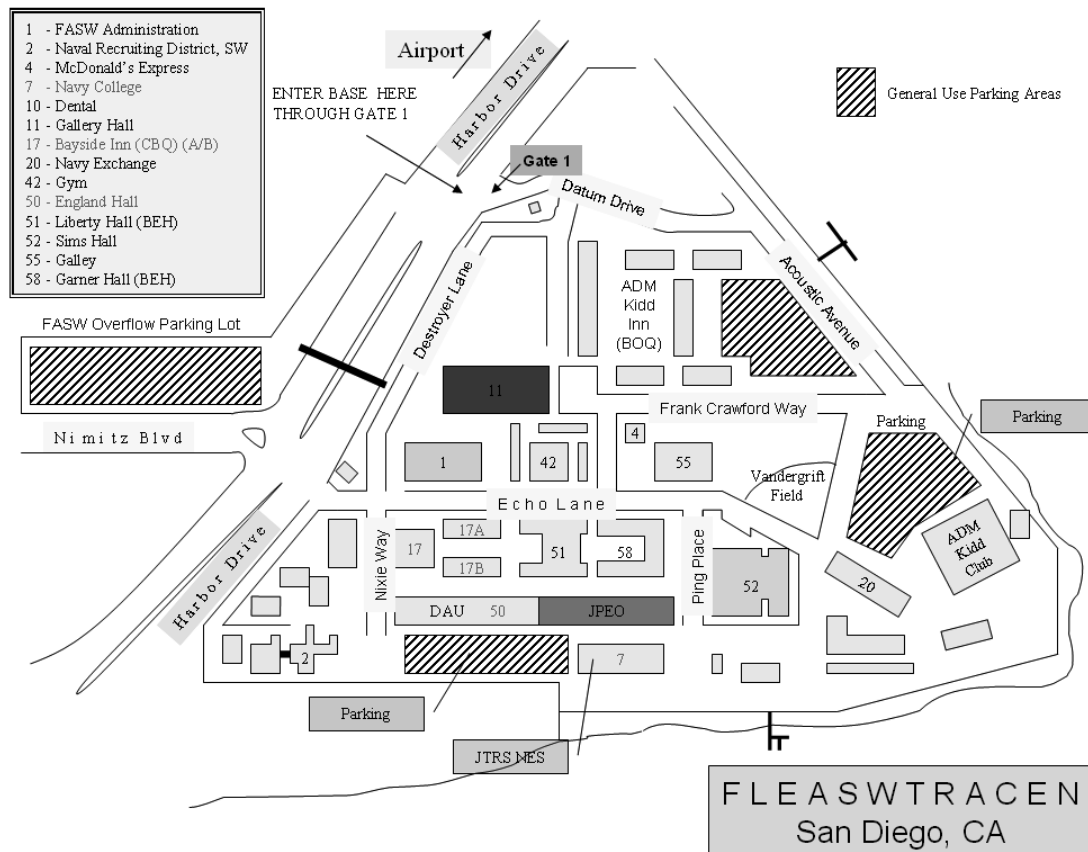 1 - FASW Administration
2 - Naval Recruiting District, SW
4 - McDonald's Express
7 - Navy College
10 - Dental
11 - Gallery Hall
17 - Bayside Inn (CBQ) (A/B)
20 - Navy Exchange
42 - Gym
50 - England Hall
51 - Liberty Hall (BEH)
52 - Sims Hall
55 - Galley
58 - Garner Hall (BEH)
Airport
Harbor Drive
ENTER BASE HERE
THROUGH GATE 1
General Use Parking Areas
Gate 1
Datum Drive
Acoustic Avenue
Destroyer Lane
ADM
Kidd
Inn
(BOQ)
FASW Overflow Parking Lot
11
Frank Crawford Way
Nimitz Blvd
Parking
Parking
1
42
4
55
Vandergrift
Field
Echo Lane
Harbor Drive
Nixie Way
17
17A
17B
51
58
Ping Place
52
20
ADM
Kidd
Club
DAU 50
JPEO
2
7
Parking
JTRS NES
FLEASWTRACEN
San Diego, CA